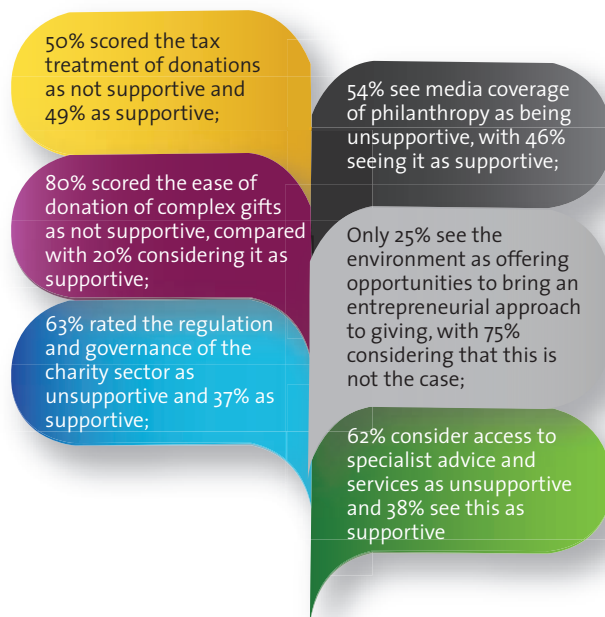 50% scored the tax
treatment of donations
as not supportive and
49% as supportive;
54% see media coverage
of philanthropy as being
unsupportive, with 46%
seeing it as supportive;
80% scored the ease of
donation of complex gifts
as not supportive, compared
with 20% considering it as
supportive;
Only 25% see the
environment as offering
opportunities to bring an
entrepreneurial approach
to giving, with 75%
considering that this is
not the case;
63% rated the regulation
and governance of the
charity sector as
unsupportive and 37% as
supportive;
62% consider access to
specialist advice and
services as unsupportive
and 38% see this as
supportive